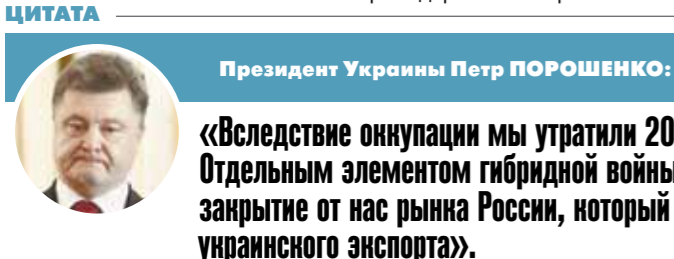 ЦИТАТА
Президент Украины Петр ПОРОШЕНКО:
«Вследствие оккупации мы утратили 20
Отдельным элементом гибридной войны
закрытие от нас рынка России, который
украинского экспорта».